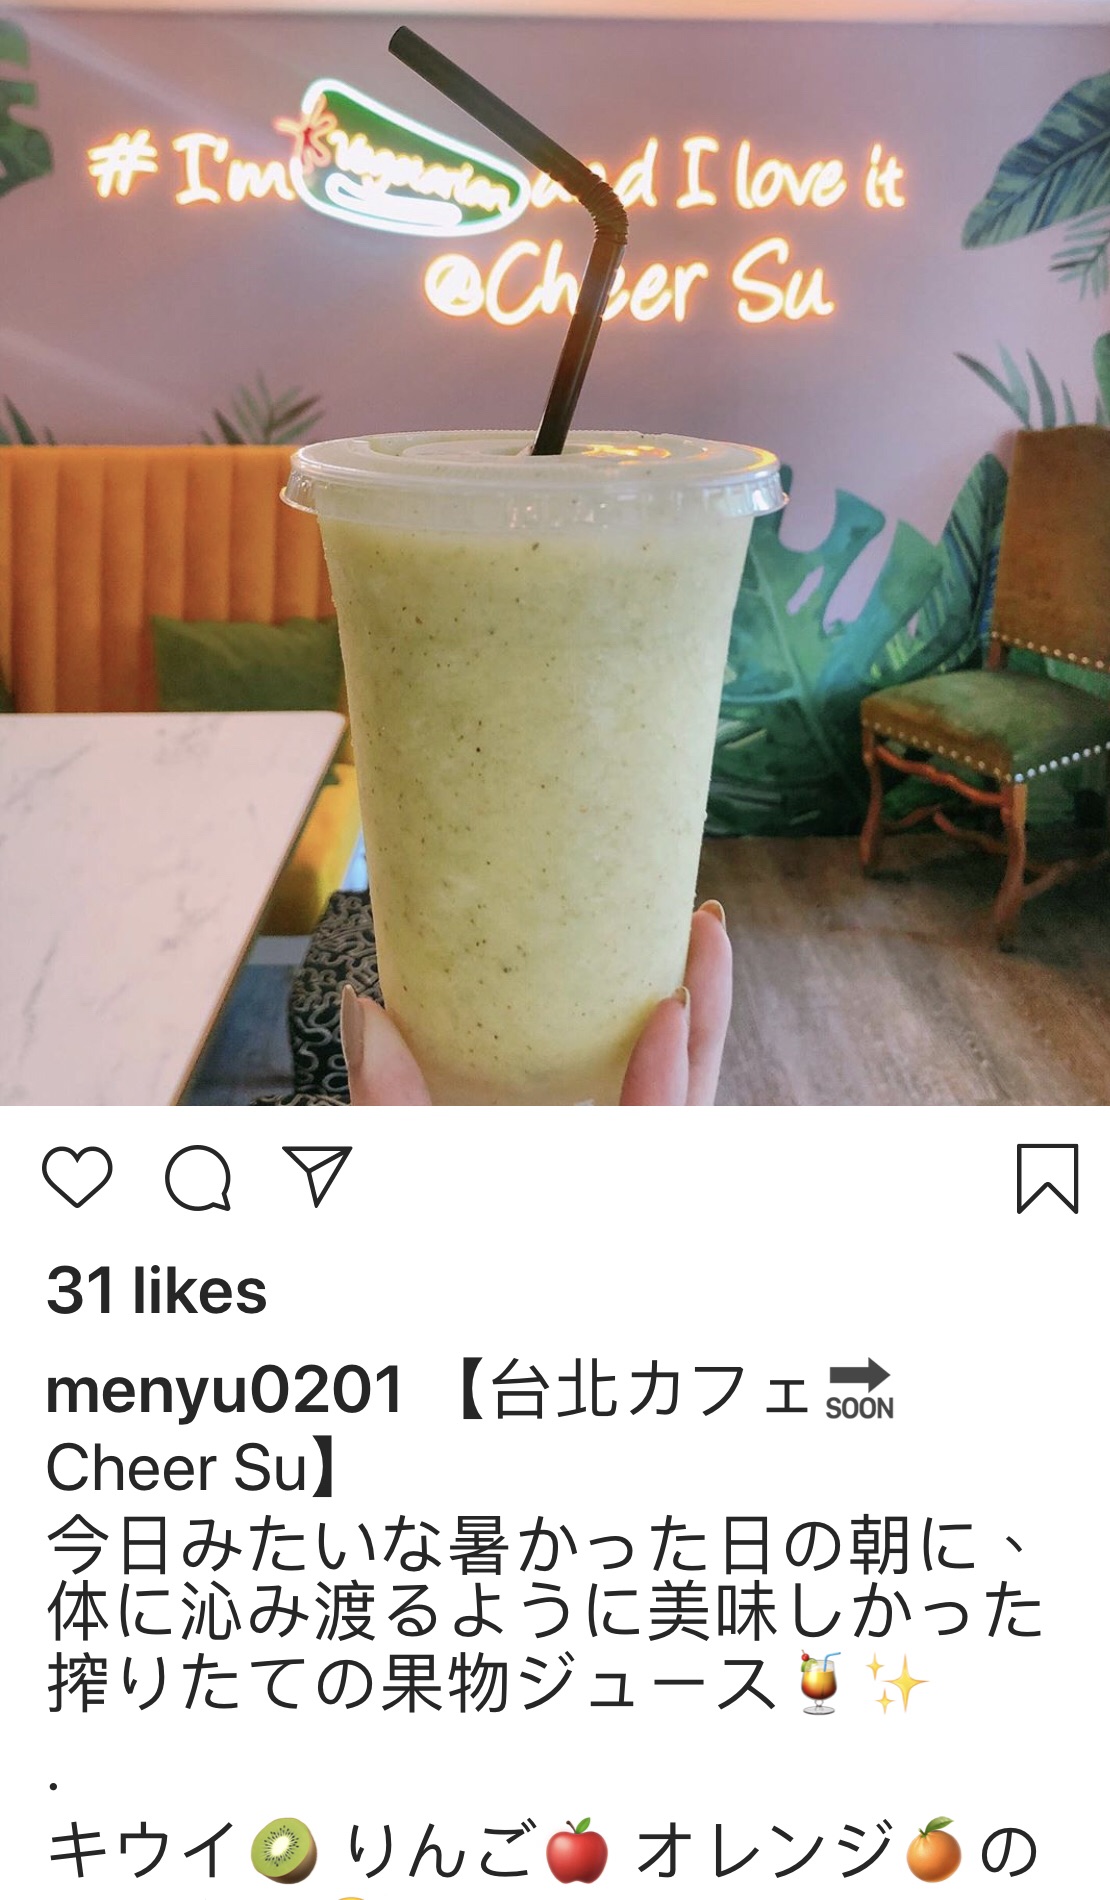 # I'm Vegetarian and I love it
@Cheer Su
31 likes
menyu0201 【台北カフェ🔜
Cheer Su】
今日みたいな暑かった日の朝に、
体に沁み渡るように美味しかった
搾りたての果物ジュース🍹✨
.
キウイ🥝 りんご🍎 オレンジ🍊 の